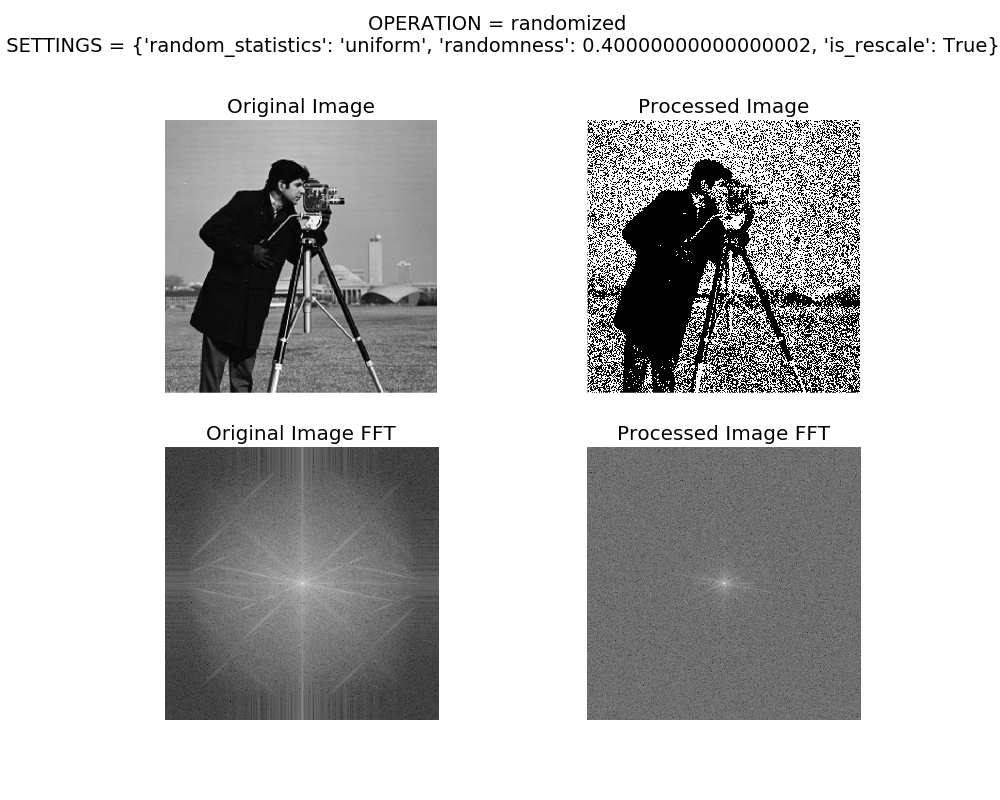 OPERATION = randomized
SETTINGS = {'random_statistics': 'uniform', 'randomness': 0.40000000000000002, 'is_rescale': True}
Original Image
Processed Image
Original Image FFT
Processed Image FFT